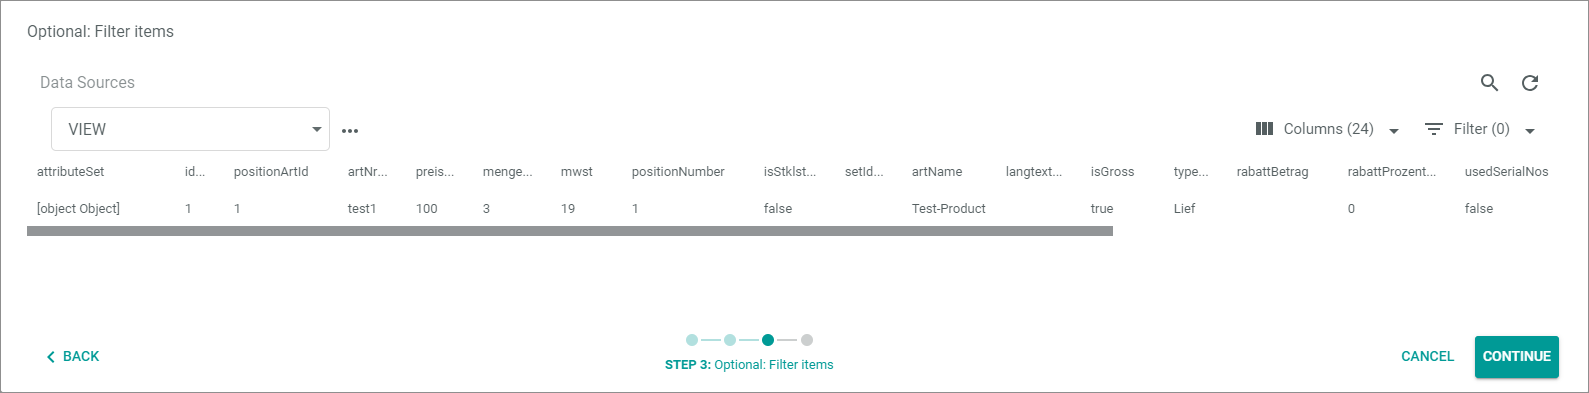 Optional: Filter items
Data Sources
VIEW
Columns (24) Filter (0)
attributeSet id... positionArtId artNr... preis... menge... mwst positionNumber isStklst... setId... artName langtext... isGross type... rabattBetrag rabattProzent... usedSerialNos
[object Object] 1 1 test1 100 3 19 1 false Test-Product true Lief 0 false
BACK
STEP 3: Optional: Filter items
CANCEL CONTINUE